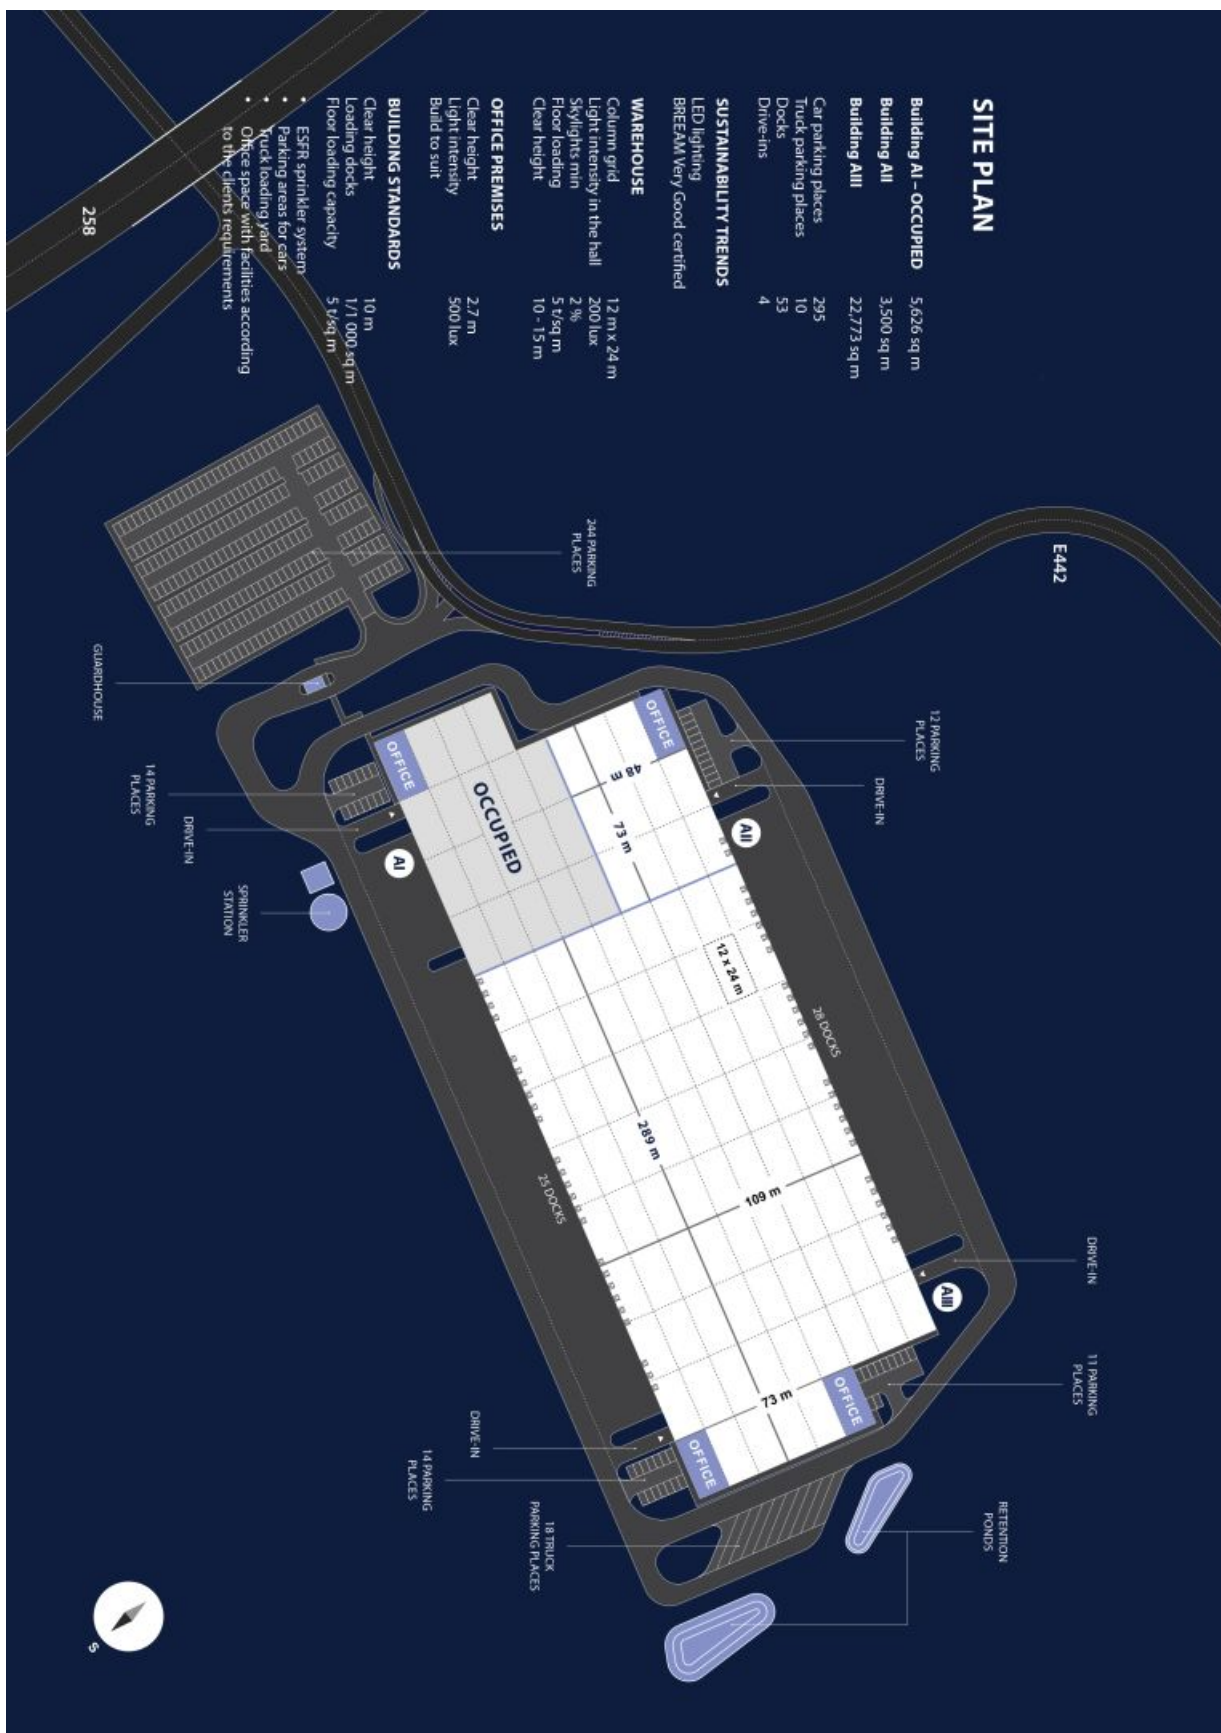 SITE PLAN
Building AI – OCCUPIED 5,626 sq m
Building AII 3,500 sq m
Building AIII 22,773 sq m
Car parking places 295
Truck parking places 10
Docks 53
Drive-ins 4
SUSTAINABILITY TRENDS
LED lighting
BREEAM Very Good certified
WAREHOUSE
Column grid 12 m x 24 m
Light intensity in the hall 200 lux
Skylights min 2 %
Floor loading 5 t/sq m
Clear height 10 - 15 m
OFFICE PREMISES
Clear height 2.7 m
Light intensity 500 lux
Build to suit
BUILDING STANDARDS
Clear height 10 m
Loading docks 1/1 000 sq m
Floor loading capacity 5 t/sq m
• ESFR sprinkler system
• Parking areas for cars
• Truck loading yard
• Office space with facilities according
to the clients requirements
258
E442
244 PARKING
PLACES
GUARDHOUSE
12 PARKING
PLACES
DRIVE-IN
14 PARKING
PLACES
DRIVE-IN
SPRINKLER
STATION
OFFICE
OFFICE
48 m
73 m
OCCUPIED
AII
AI
12 x 24 m
28 DOCKS
289 m
109 m
25 DOCKS
DRIVE-IN
AIII
11 PARKING
PLACES
73 m
OFFICE
OFFICE
DRIVE-IN
14 PARKING
PLACES
18 TRUCK
PARKING PLACES
RETENTION
PONDS
S